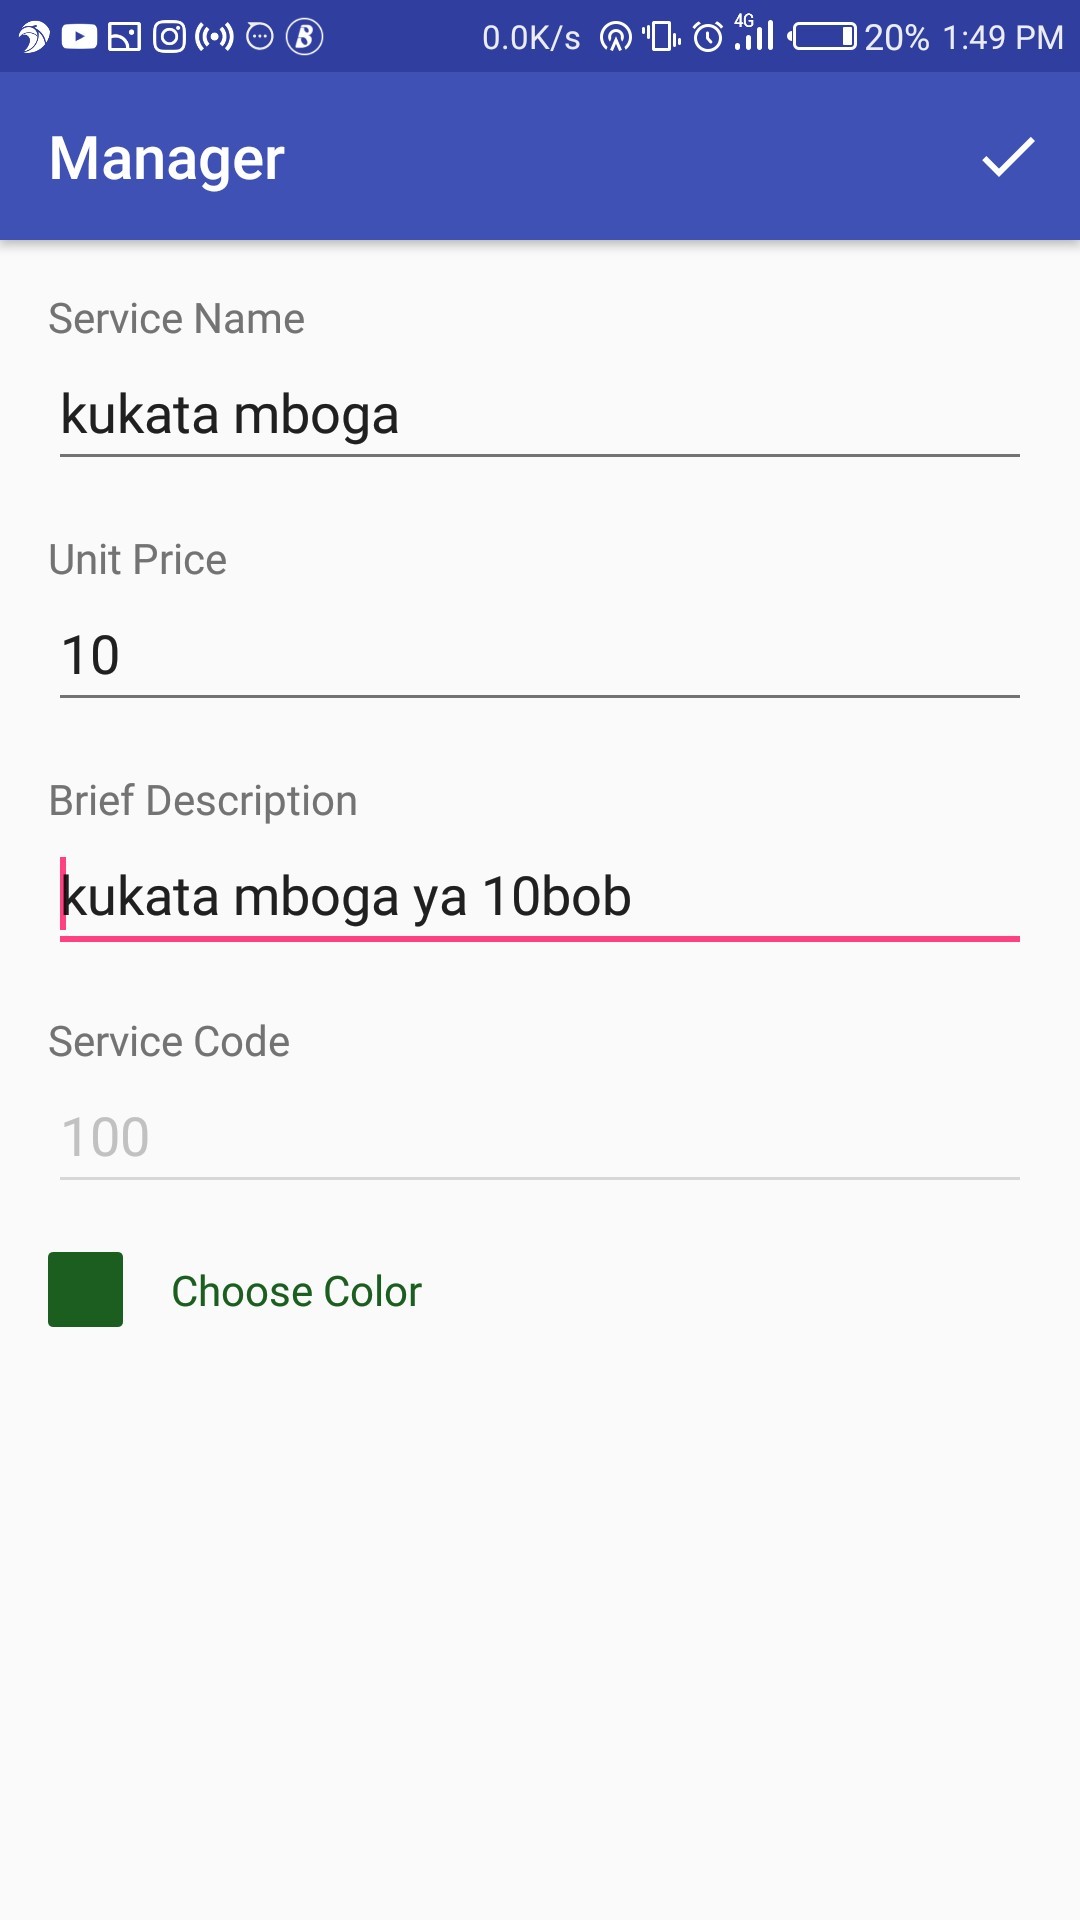 0.0K/s 4G 20% 1:49 PM
Manager
Service Name
kukata mboga
Unit Price
10
Brief Description
kukata mboga ya 10bob
Service Code
100
Choose Color